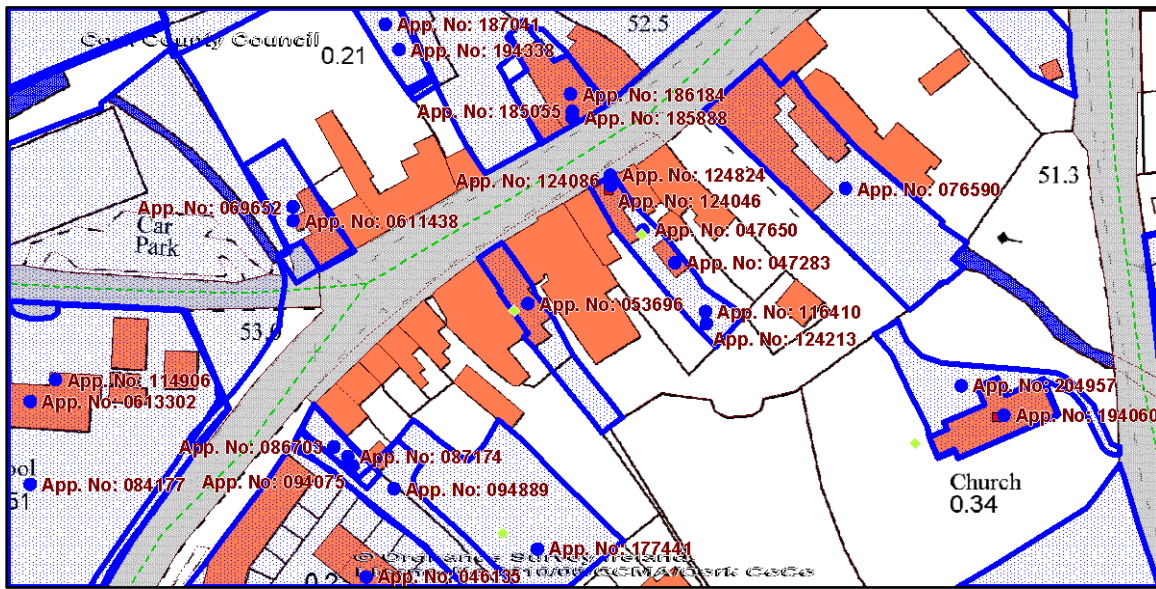 App. No: 187041
52.5
Cork County Council
App. No: 194338
0.21
App. No: 186184
App. No: 185055
App. No: 185888
App. No: 124824
App. No: 124086
51.3
App. No: 076590
App. No: 124046
App. No: 069652
App. No: 0611438
Car
Park
App. No: 047650
App. No: 047283
App. No: 053696
App. No: 116410
App. No: 124213
53.0
App. No: 114906
App. No: 204957
App. No: 0613302
App. No: 194060
App. No: 086703
App. No: 087174
App. No: 084177
App. No: 094075
App. No: 094889
Church
0.34
App. No: 177441
© Ordnance Survey Ireland
App. No: 046135